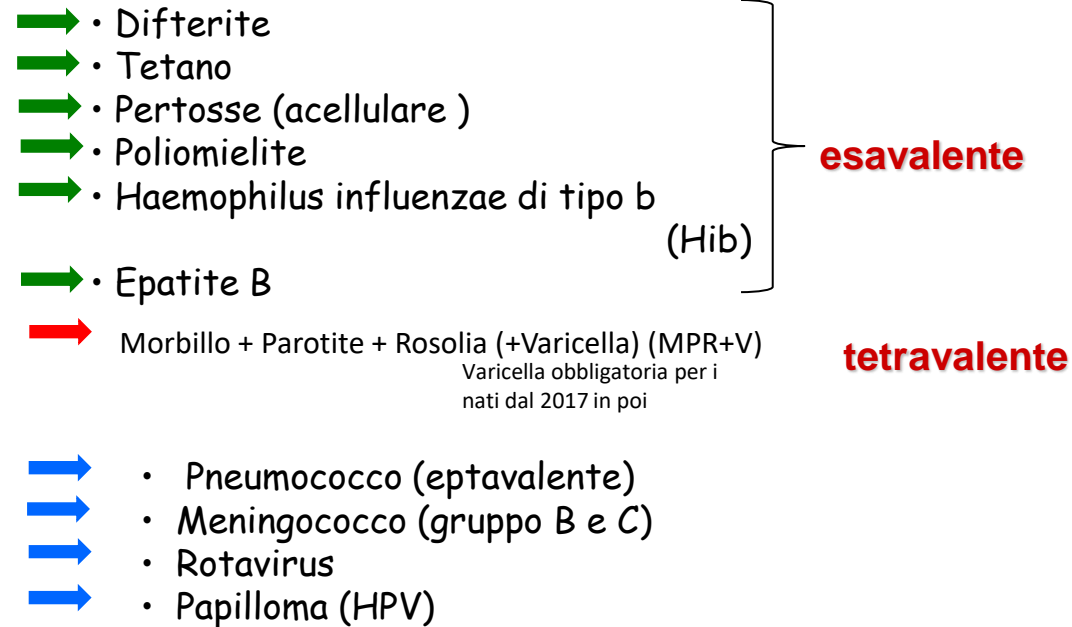 • Difterite
• Tetano
• Pertosse (acellulare )
• Poliomielite
esavalente
• Haemophilus influenzae di tipo b
(Hib)
• Epatite B
Morbillo + Parotite + Rosolia (+Varicella) (MPR+V)
tetravalente
Varicella obbligatoria per i
nati dal 2017 in poi
• Pneumococco (eptavalente)
• Meningococco (gruppo B e C)
• Rotavirus
• Papilloma (HPV)